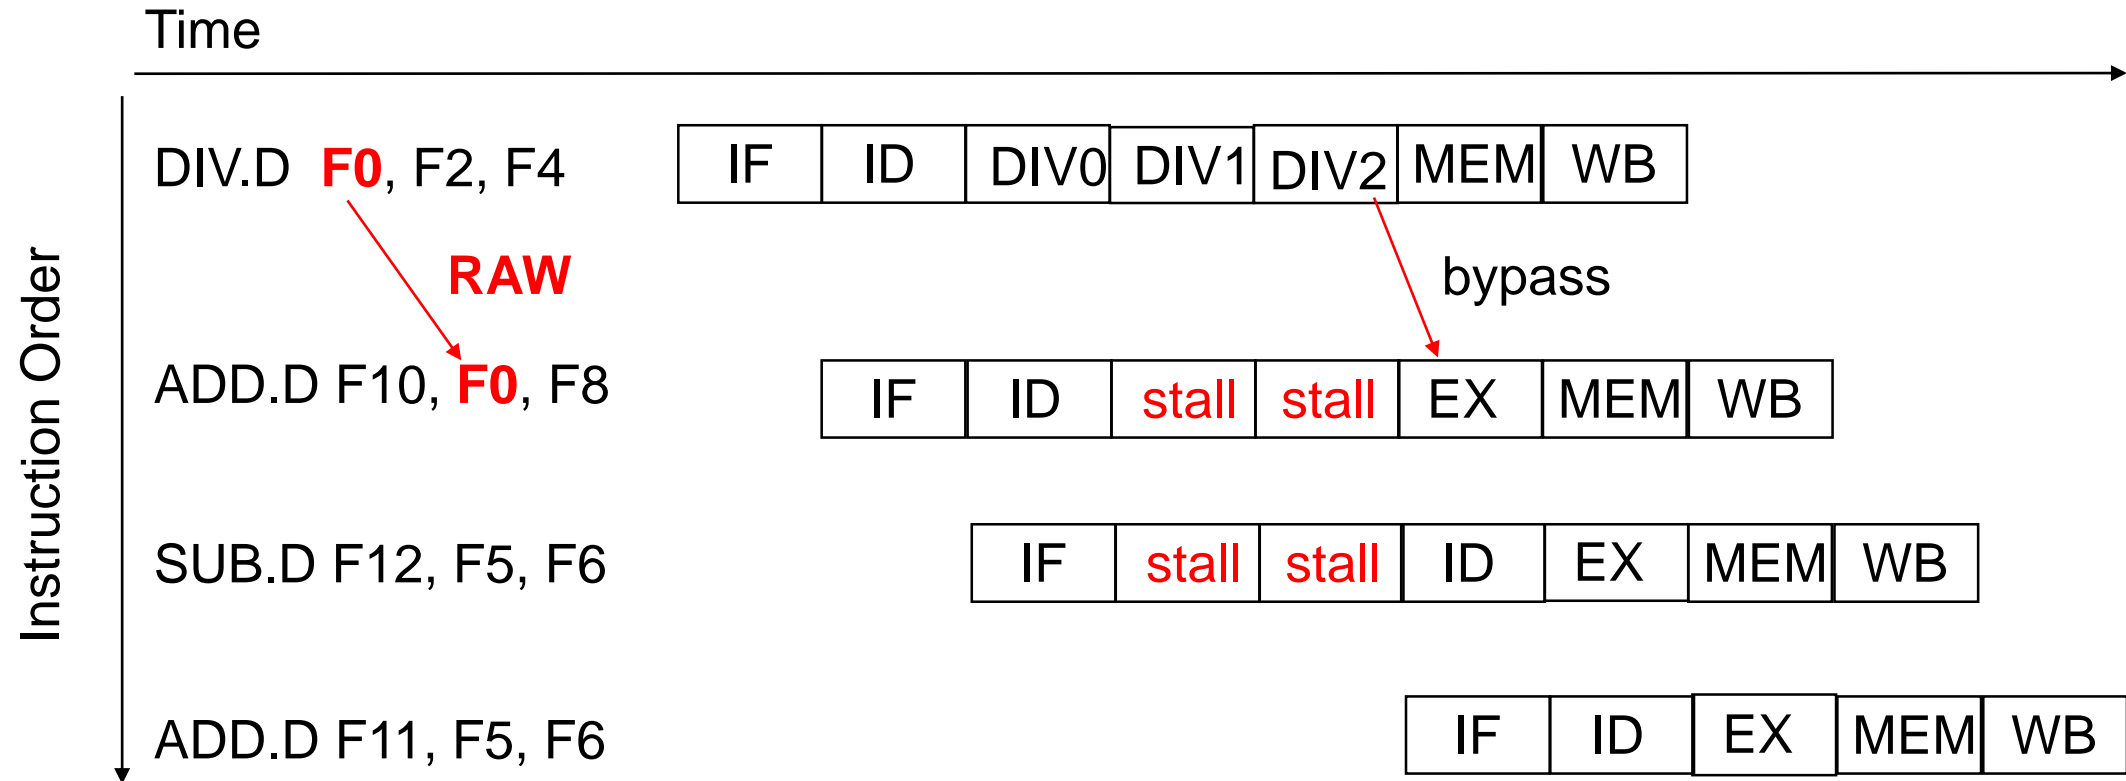 Time
Instruction Order
DIV.D F0, F2, F4 IF ID DIV0 DIV1 DIV2 MEM WB
RAW bypass
ADD.D F10, F0, F8 IF ID stall stall EX MEM WB
SUB.D F12, F5, F6 IF stall stall ID EX MEM WB
ADD.D F11, F5, F6 IF ID EX MEM WB